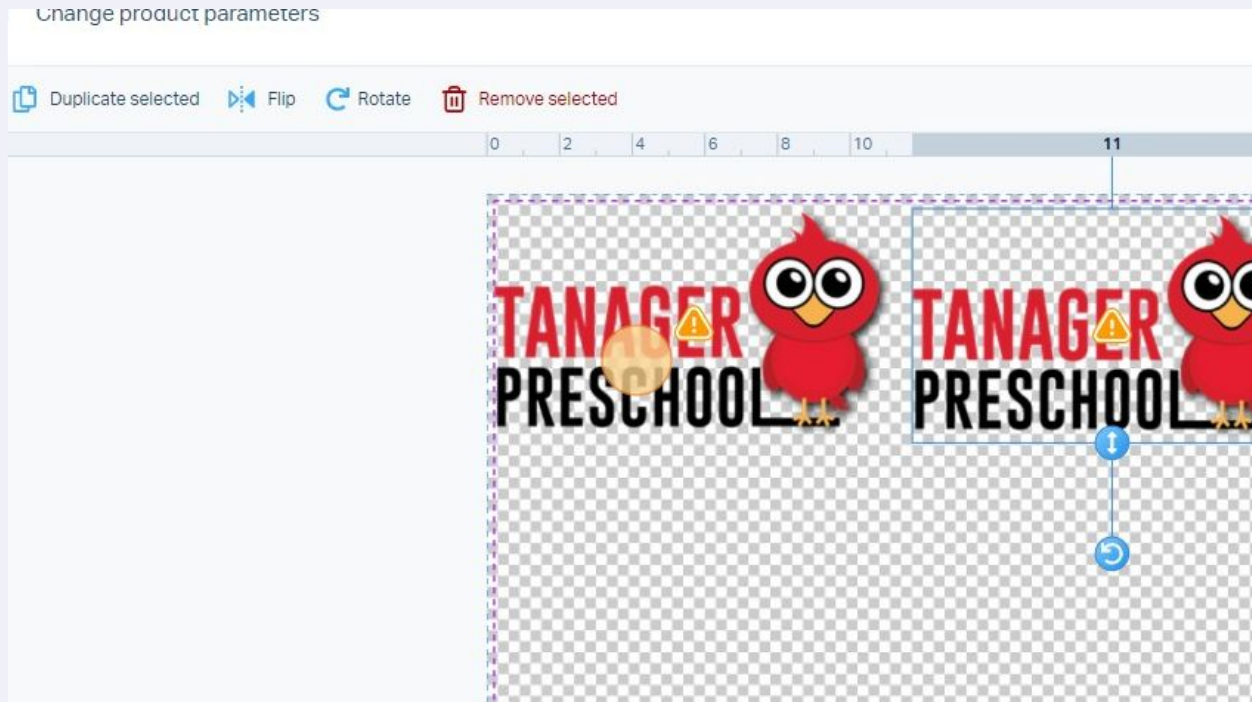 Change product parameters
Duplicate selected Flip Rotate Remove selected
0 2 4 6 8 10 11
TANAGER TANAGER
PRESCHOOL PRESCHOOL